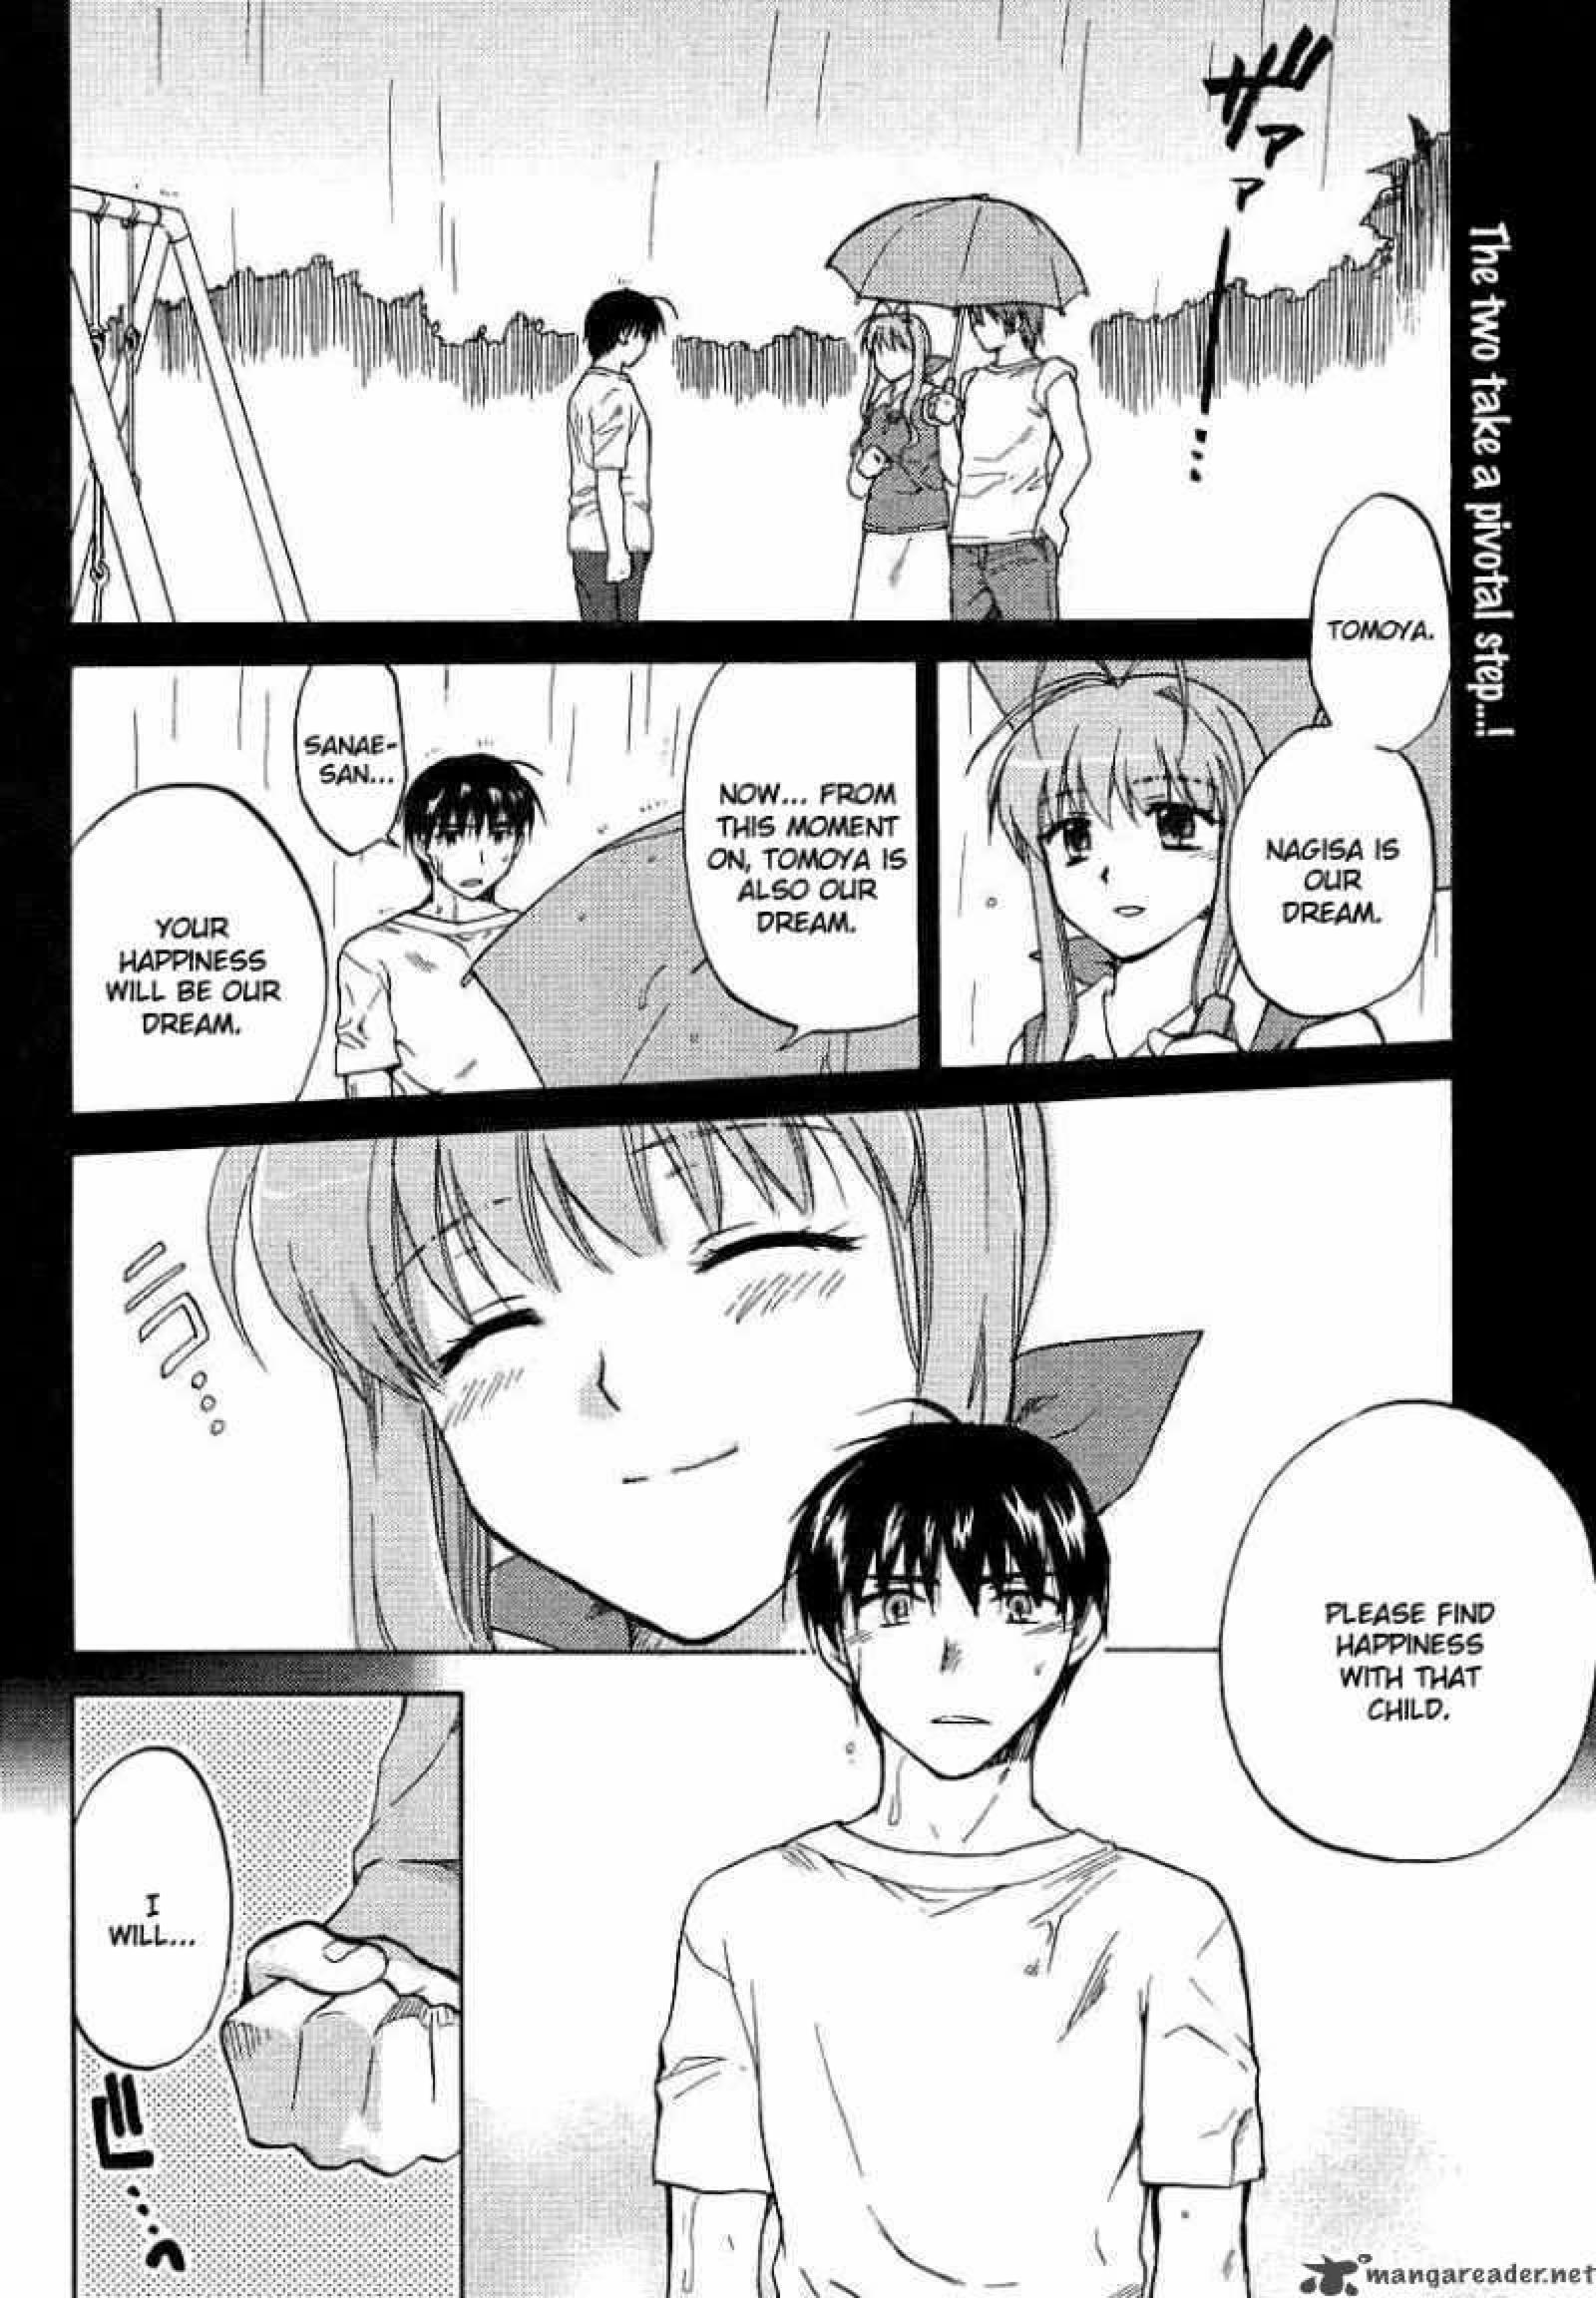 ザァァ...
The two take a pivotal step...!
TOMOYA.
NAGISA IS
OUR
DREAM.
NOW... FROM
THIS MOMENT
ON, TOMOYA IS
ALSO OUR
DREAM.
SANAE-
SAN...
YOUR
HAPPINESS
WILL BE OUR
DREAM.
ニコ...
PLEASE FIND
HAPPINESS
WITH THAT
CHILD.
I
WILL...
mangareader.net